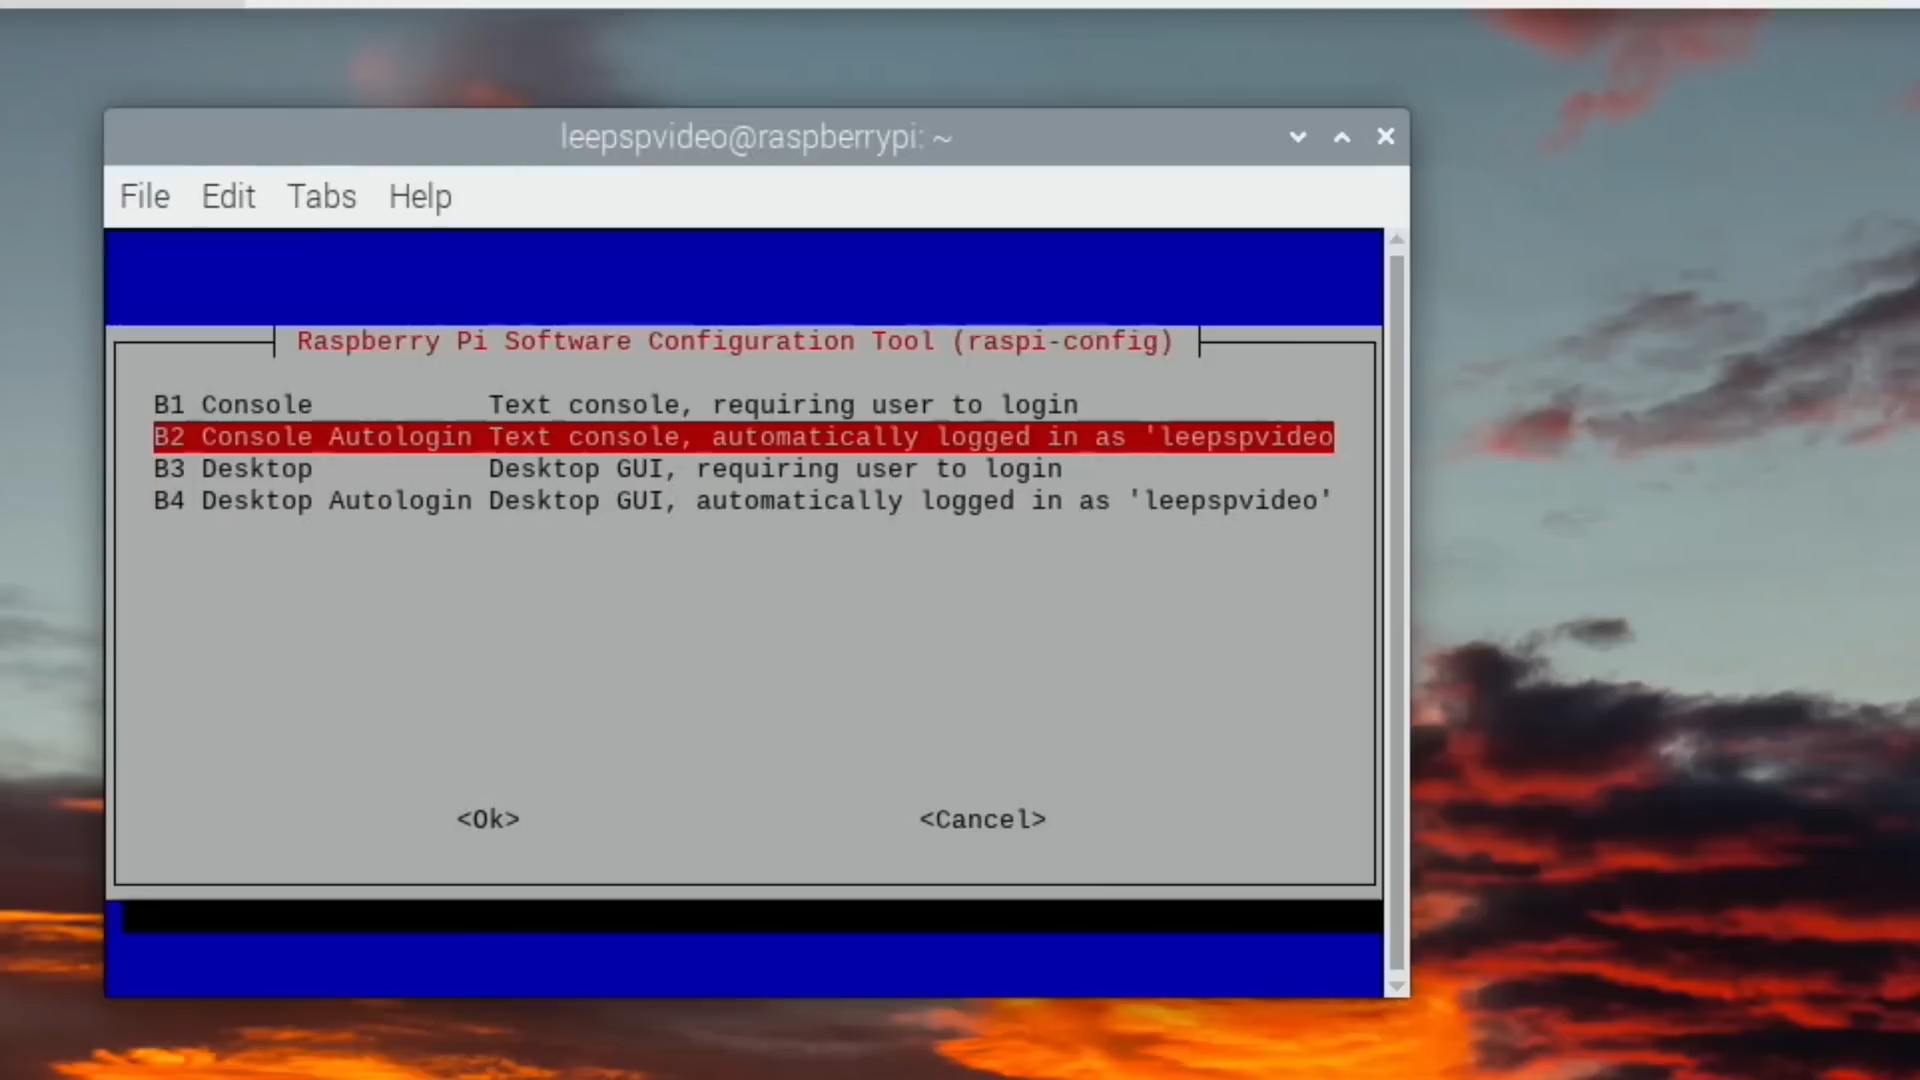 leepspvideo@raspberrypi: ~
File Edit Tabs Help
Raspberry Pi Software Configuration Tool (raspi-config)
B1 Console Text console, requiring user to login
B2 Console Autologin Text console, automatically logged in as 'leepspvideo
B3 Desktop Desktop GUI, requiring user to login
B4 Desktop Autologin Desktop GUI, automatically logged in as 'leepspvideo'
<Ok> <Cancel>